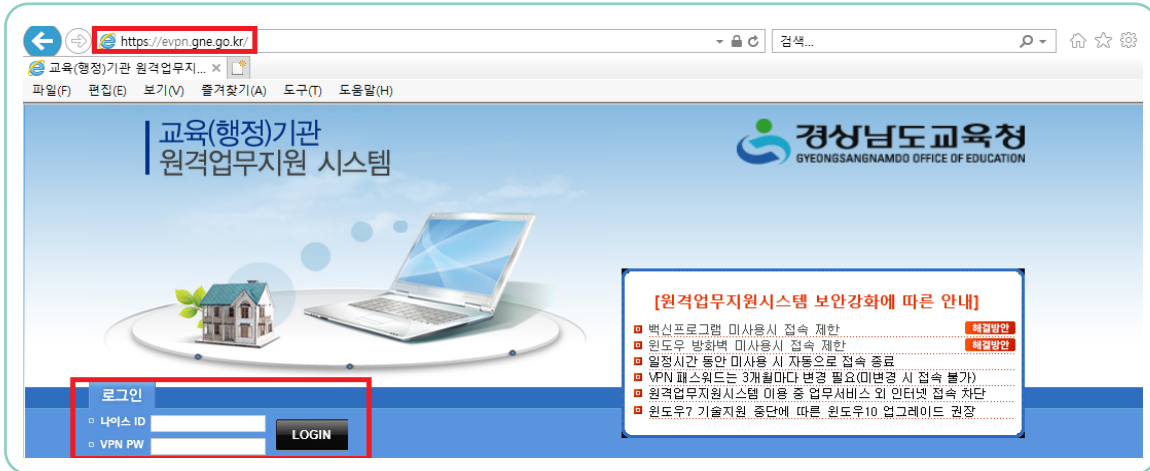 https://evpn.gne.go.kr/
검색...
교육(행정)기관 원격업무지...
파일(F) 편집(E) 보기(V) 즐겨찾기(A) 도구(T) 도움말(H)
교육(행정)기관
원격업무지원 시스템
경상남도교육청
GYEONGSANGNAMDO OFFICE OF EDUCATION
[원격업무지원시스템 보안강화에 따른 안내]
백신프로그램 미사용시 접속 제한 해결방안
윈도우 방화벽 미사용시 접속 제한 해결방안
일정시간 동안 미사용 시 자동으로 접속 종료
VPN 패스워드는 3개월마다 변경 필요(미변경 시 접속 불가)
원격업무지원시스템 이용 중 업무서비스 외 인터넷 접속 차단
윈도우7 기술지원 중단에 따른 윈도우10 업그레이드 권장
로그인
나이스 ID
VPN PW
LOGIN